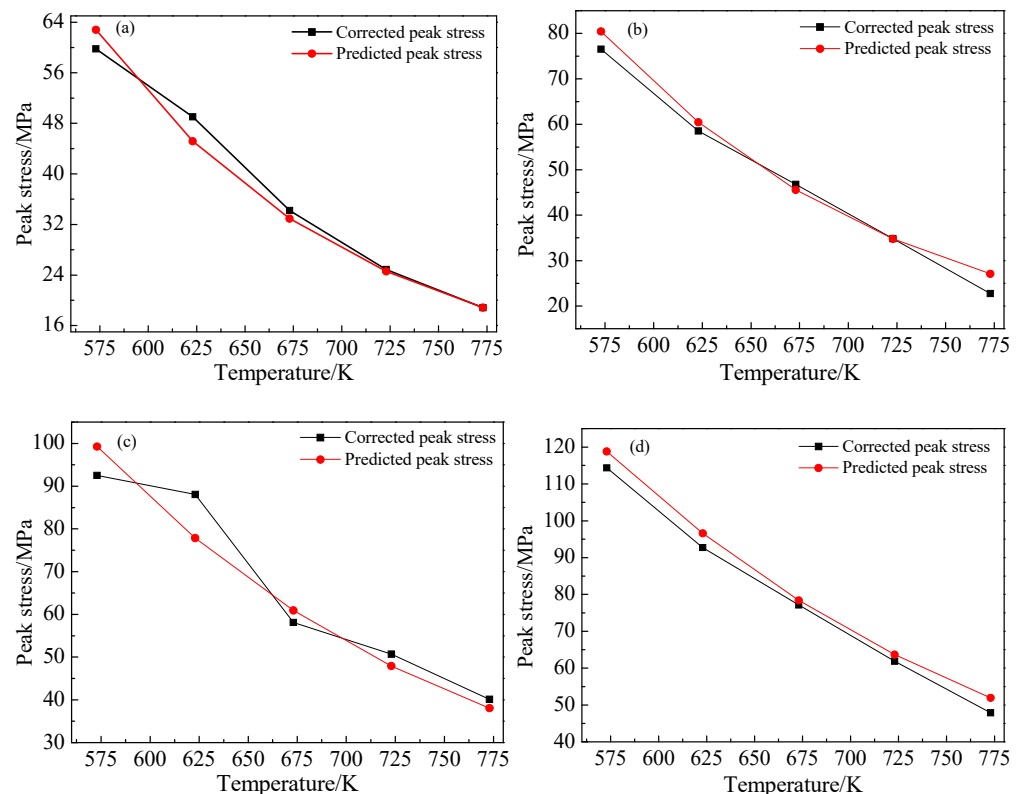 (a)
Corrected peak stress
Predicted peak stress
Peak stress/MPa
64
56
48
40
32
24
16
575 600 625 650 675 700 725 750 775
Temperature/K
(b)
Corrected peak stress
Predicted peak stress
Peak stress/MPa
80
70
60
50
40
30
20
575 600 625 650 675 700 725 750 775
Temperature/K
(c)
Corrected peak stress
Predicted peak stress
Peak stress/MPa
100
90
80
70
60
50
40
30
575 600 625 650 675 700 725 750 775
Temperature/K
(d)
Corrected peak stress
Predicted peak stress
Peak stress/MPa
120
110
100
90
80
70
60
50
40
575 600 625 650 675 700 725 750 775
Temperature/K